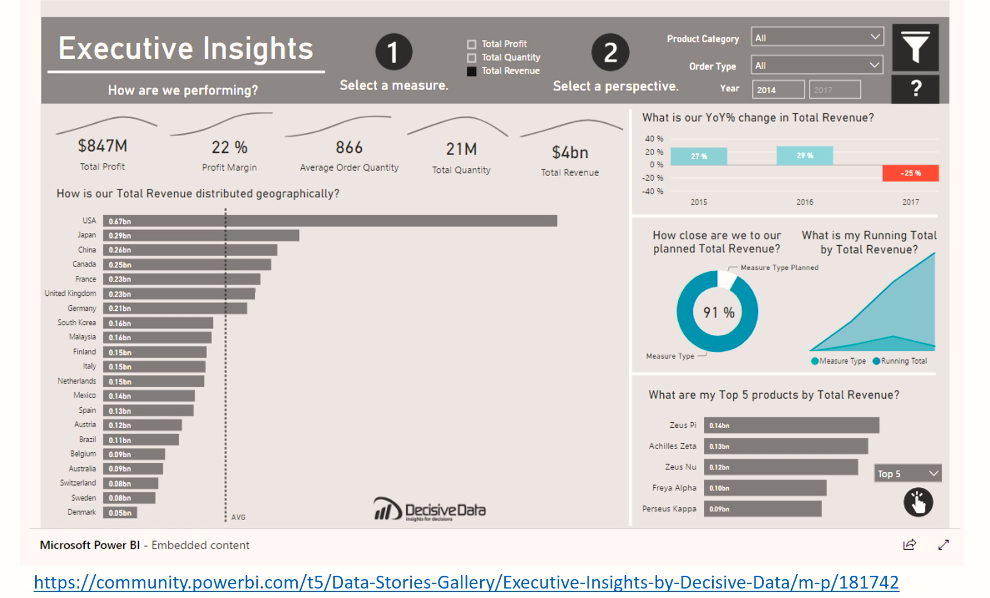 Executive Insights
How are we performing?
1
Select a measure.
Total Profit
Total Quantity
Total Revenue
2
Select a perspective.
Product Category
All
Order Type
All
Year
2014
2017
?
$847M
Total Profit
22 %
Profit Margin
866
Average Order Quantity
21M
Total Quantity
$4bn
Total Revenue
How is our Total Revenue distributed geographically?
USA 0.67bn
Japan 0.29bn
China 0.26bn
Canada 0.25bn
France 0.23bn
United Kingdom 0.23bn
Germany 0.21bn
South Korea 0.16bn
Malaysia 0.16bn
Finland 0.15bn
Italy 0.15bn
Netherlands 0.15bn
Mexico 0.14bn
Spain 0.13bn
Austria 0.12bn
Brazil 0.11bn
Belgium 0.09bn
Australia 0.09bn
Switzerland 0.08bn
Sweden 0.08bn
Denmark 0.05bn
AVG
DecisiveData
Insights for decisions
What is our YoY% change in Total Revenue?
40 %
20 %
0 %
-20 %
-40 %
27 %
29 %
-25 %
2015
2016
2017
How close are we to our
planned Total Revenue?
Measure Type Planned
91 %
Measure Type
What is my Running Total
by Total Revenue?
Measure Type
Running Total
What are my Top 5 products by Total Revenue?
Zeus Pi 0.14bn
Achilles Zeta 0.13bn
Zeus Nu 0.12bn
Freya Alpha 0.10bn
Perseus Kappa 0.09bn
Top 5
Microsoft Power BI - Embedded content
https://community.powerbi.com/t5/Data-Stories-Gallery/Executive-Insights-by-Decisive-Data/m-p/181742